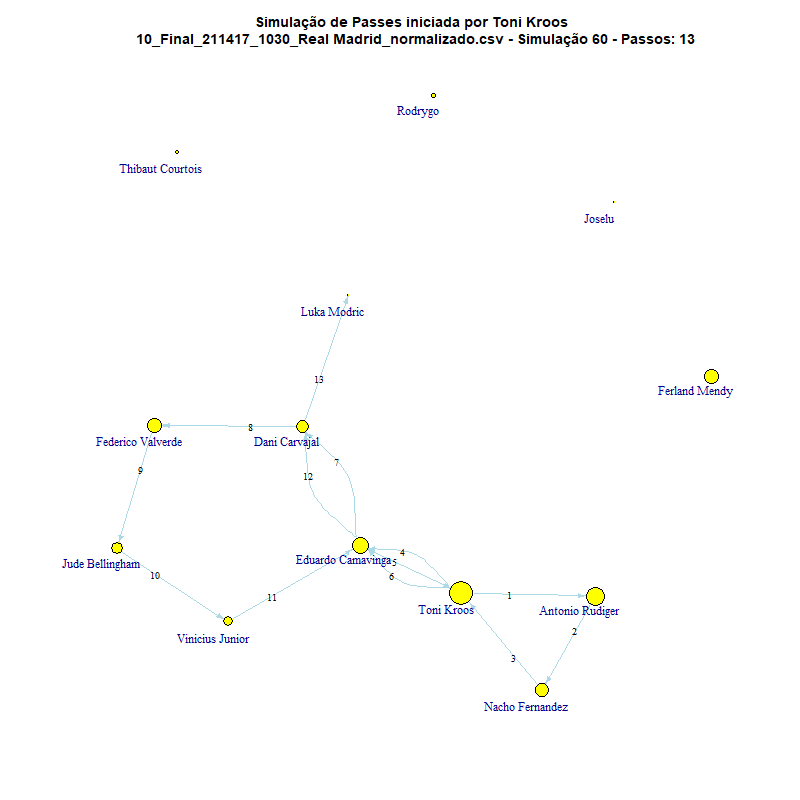 Simulação de Passes iniciada por Toni Kroos
10_Final_211417_1030_Real Madrid_normalizado.csv - Simulação 60 - Passos: 13
Rodrygo
Thibaut Courtois
Joselu
Luka Modric
13
Ferland Mendy
8
Federico Valverde
Dani Carvajal
7
9
12
4
Jude Bellingham
Eduardo Camavinga
5
10
6
11
1
Toni Kroos
Antonio Rudiger
2
Vinicius Junior
3
Nacho Fernandez